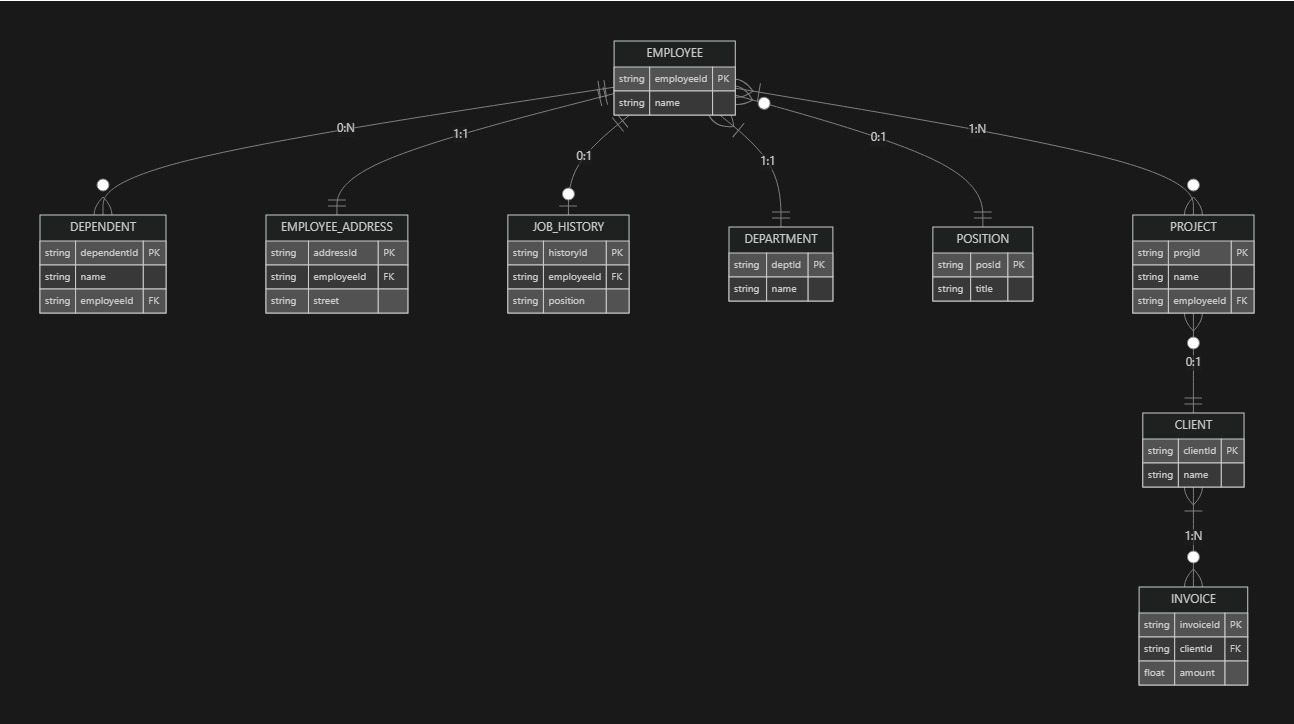 EMPLOYEE
string employeeId PK
string name
0:N
1:1
0:1
1:1
0:1
1:N
DEPENDENT
string dependentId PK
string name
string employeeId FK
EMPLOYEE_ADDRESS
string addressId PK
string employeeId FK
string street
JOB_HISTORY
string historyId PK
string employeeId FK
string position
DEPARTMENT
string deptId PK
string name
POSITION
string posId PK
string title
PROJECT
string projId PK
string name
string employeeId FK
0:1
CLIENT
string clientId PK
string name
1:N
INVOICE
string invoiceId PK
string clientId FK
float amount